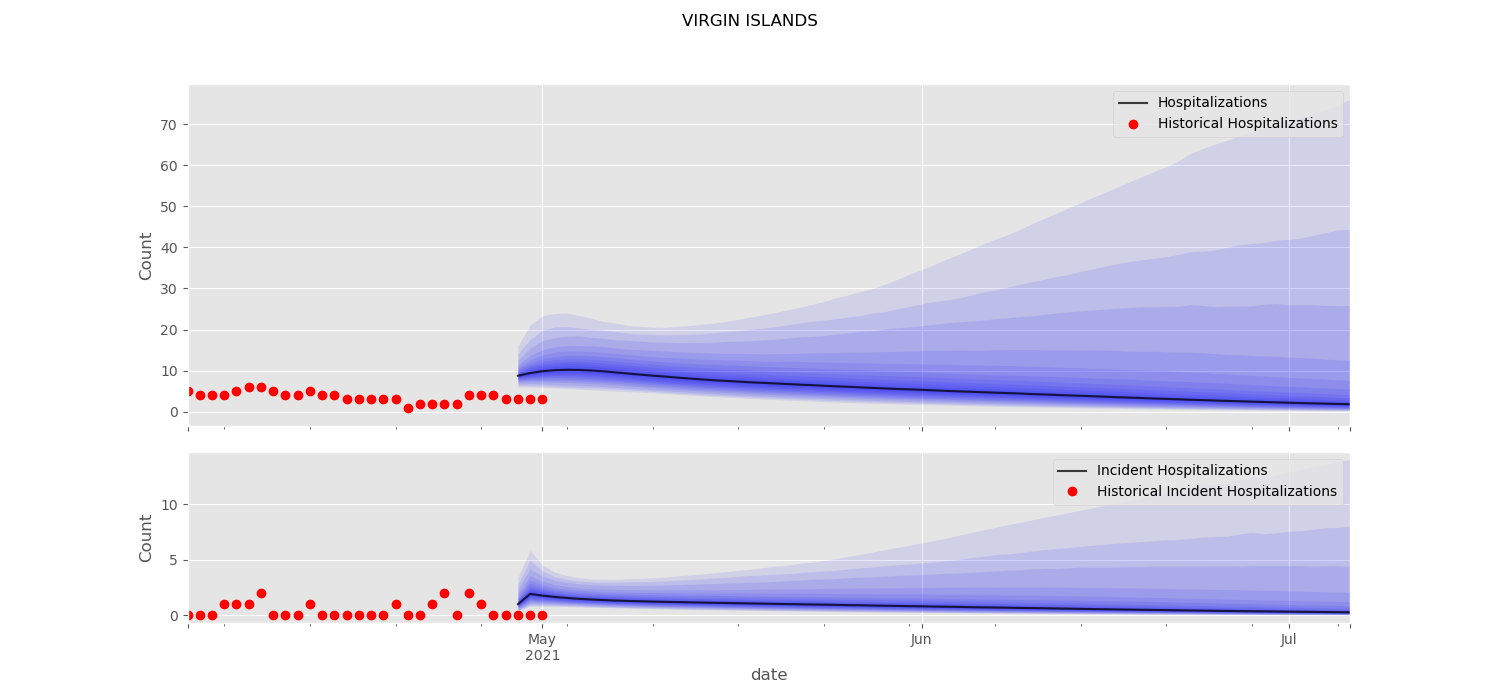 VIRGIN ISLANDS
Hospitalizations
Historical Hospitalizations
70
60
50
40
30
20
10
0
Count
Incident Hospitalizations
Historical Incident Hospitalizations
10
5
0
Count
May Jun Jul
2021
date